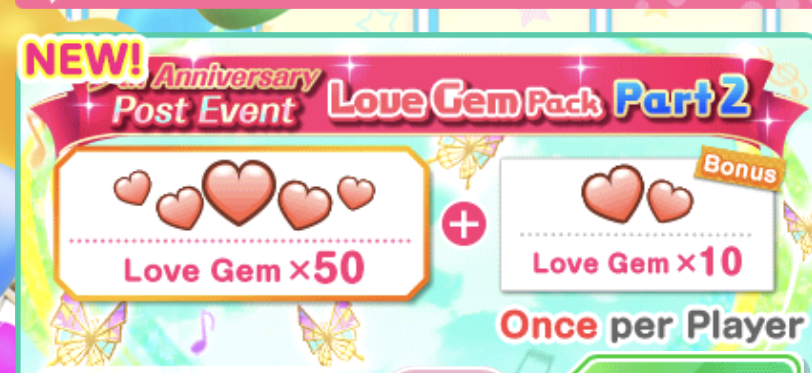 NEW!
Anniversary
Post Event Love Gem Pack Part 2
Bonus
Love Gem ×50
+
Love Gem ×10
Once per Player